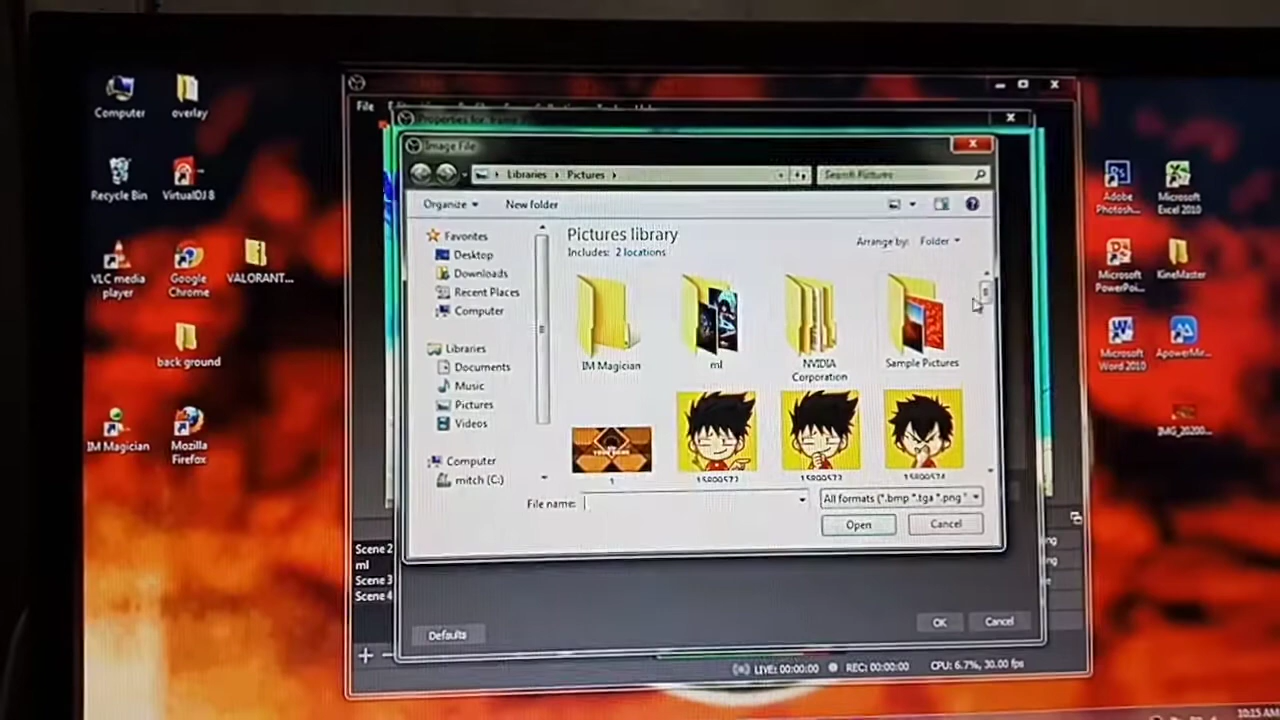 Computer
overlay
Recycle Bin
VirtualDJ 8
VLC media
player
Google
Chrome
VALORANT...
back ground
IM Magician
Mozilla
Firefox
File
Properties for
Image File
Libraries
Pictures
Search Pictures
Organize
New folder
Favorites
Desktop
Downloads
Recent Places
Computer
Libraries
Documents
Music
Pictures
Videos
Computer
mitch (C:)
Pictures library
Includes: 2 locations
Arrange by: Folder
IM Magician
ml
NVIDIA
Corporation
Sample Pictures
1
File name:
All formats (*.bmp *.tga *.png *
Open
Cancel
Scene 2
ml
Scene 3
Scene 4
Defaults
OK
Cancel
LIVE: 00:00:00
REC: 00:00:00
CPU: 6.7%, 30.00 fps
Adobe
Photosh...
Microsoft
Excel 2010
Microsoft
PowerPoi...
KineMaster
Microsoft
Word 2010
ApowerMir...
10:15 AM